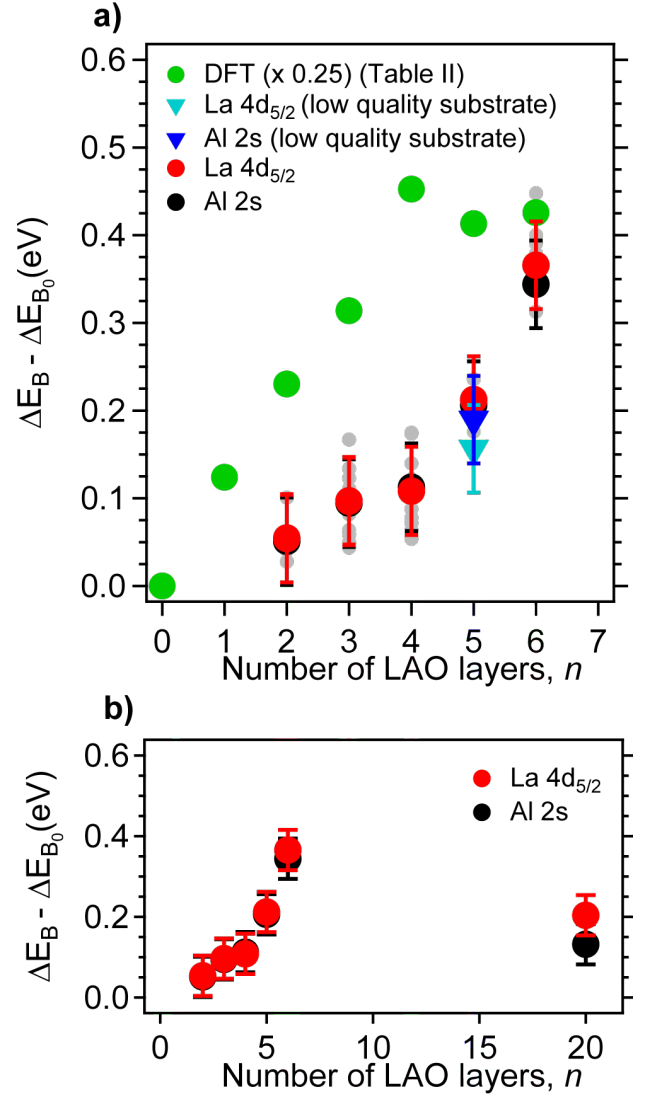 a)
0.6
0.5
0.4
0.3
0.2
0.1
0.0
ΔE_B - ΔE_B₀(eV)
DFT (x 0.25) (Table II)
La 4d5/2 (low quality substrate)
Al 2s (low quality substrate)
La 4d5/2
Al 2s
0 1 2 3 4 5 6 7
Number of LAO layers, n
b)
0.6
0.4
0.2
0.0
ΔE_B - ΔE_B₀(eV)
La 4d5/2
Al 2s
0 5 10 15 20
Number of LAO layers, n